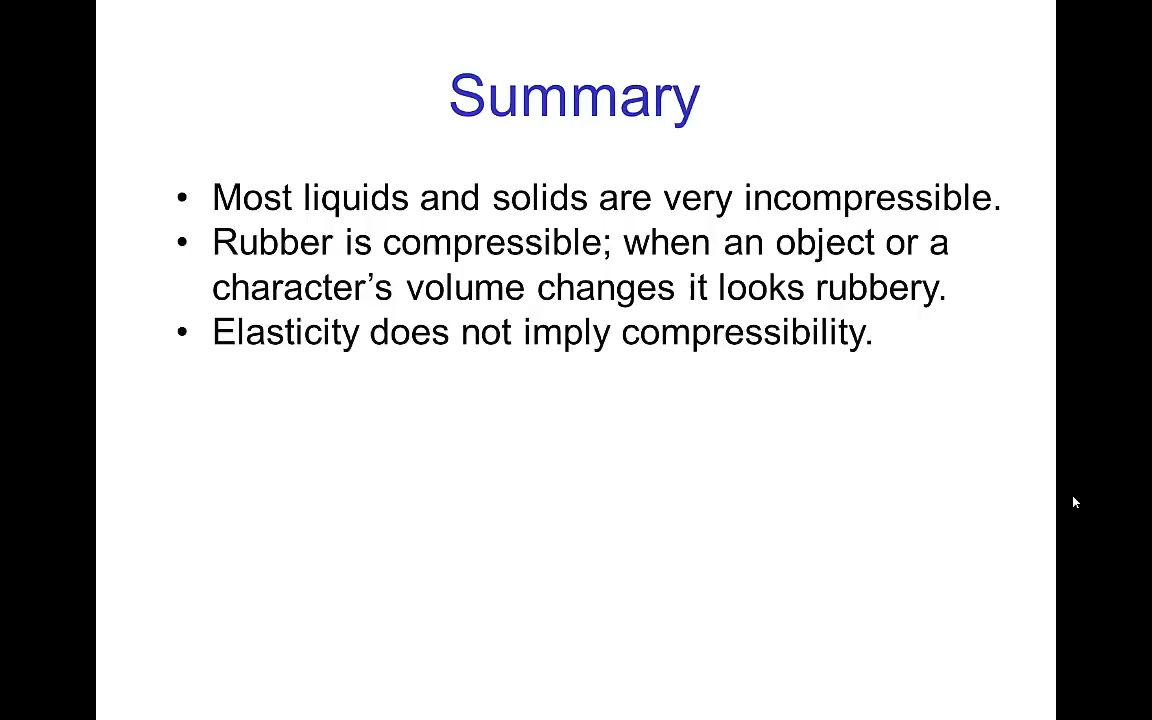 Summary
• Most liquids and solids are very incompressible.
• Rubber is compressible; when an object or a
character’s volume changes it looks rubbery.
• Elasticity does not imply compressibility.